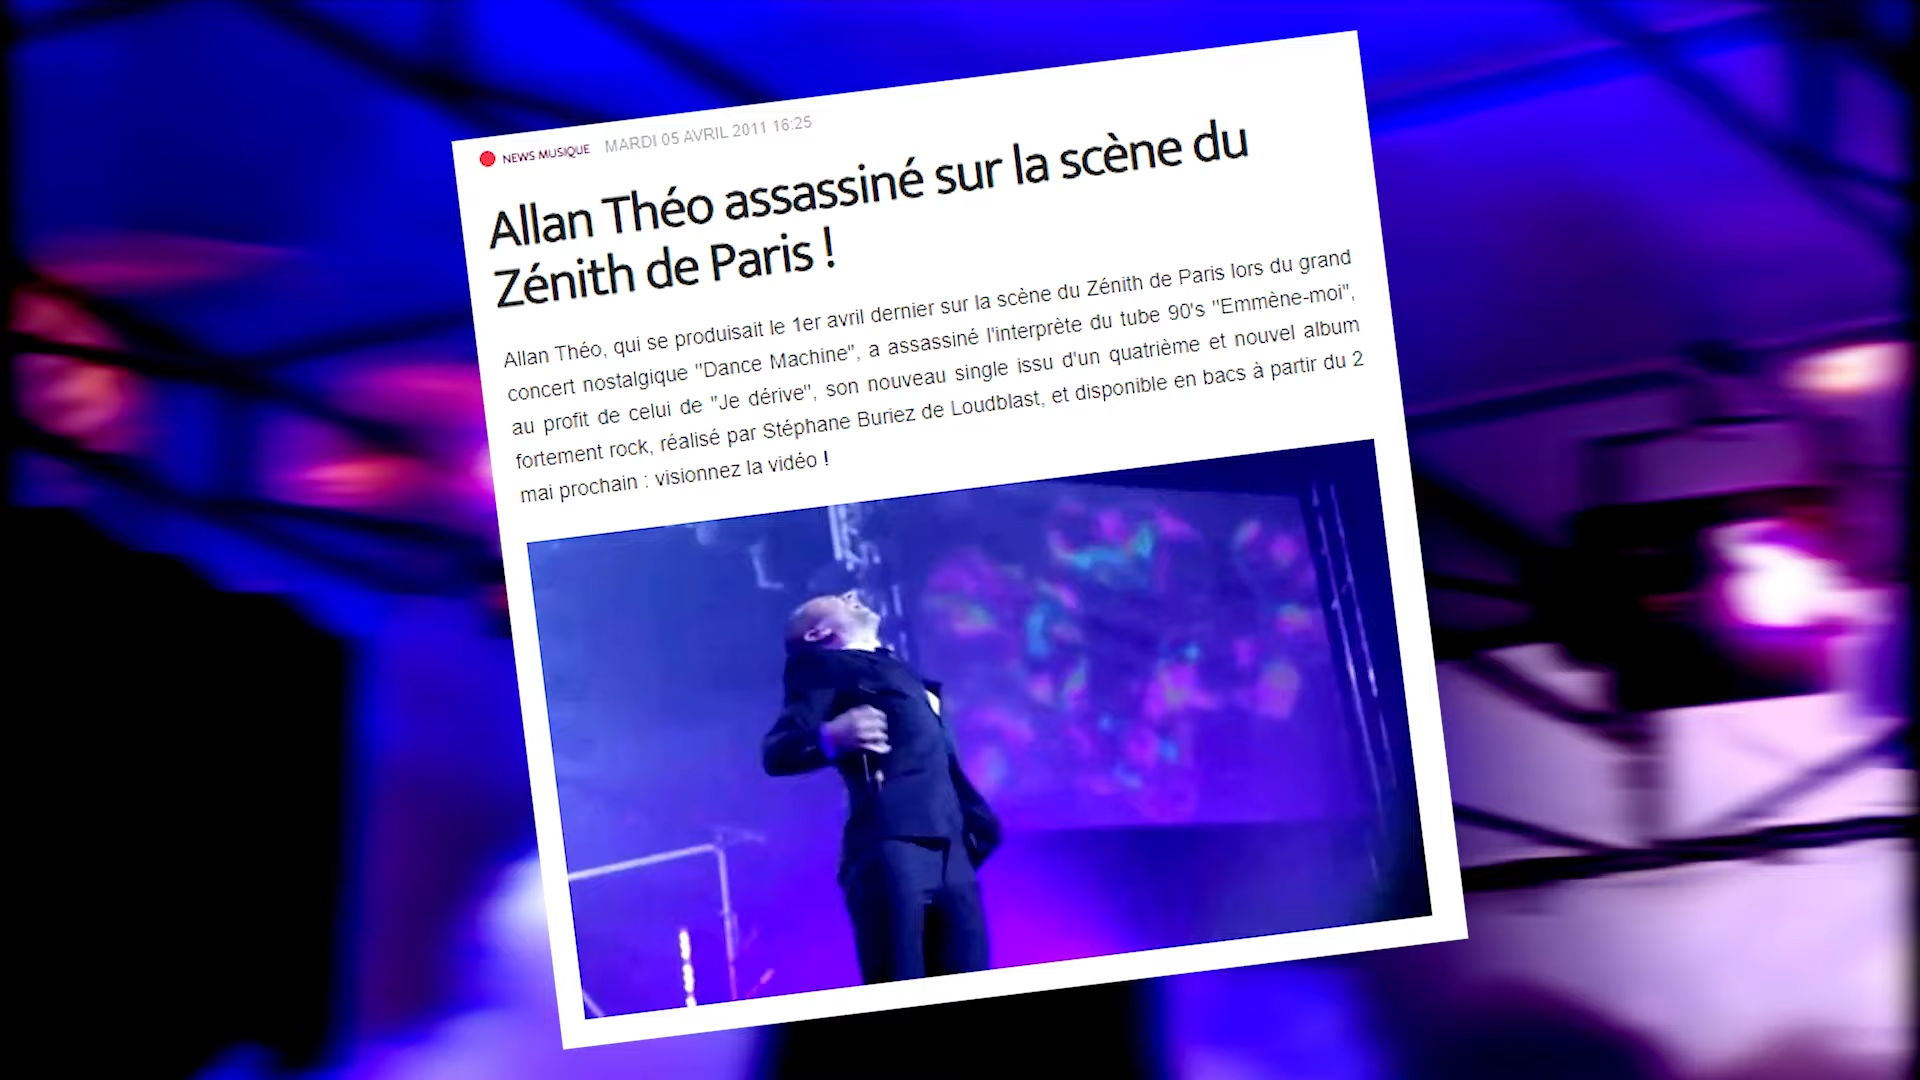 NEWS MUSIQUE MARDI 05 AVRIL 2011 16:25
Allan Théo assassiné sur la scène du
Zénith de Paris !
Allan Théo, qui se produisait le 1er avril dernier sur la scène du Zénith de Paris lors du grand
concert nostalgique "Dance Machine", a assassiné l'interprète du tube 90's "Emmène-moi",
au profit de celui de "Je dérive", son nouveau single issu d'un quatrième et nouvel album
fortement rock, réalisé par Stéphane Buriez de Loudblast, et disponible en bacs à partir du 2
mai prochain : visionnez la vidéo !